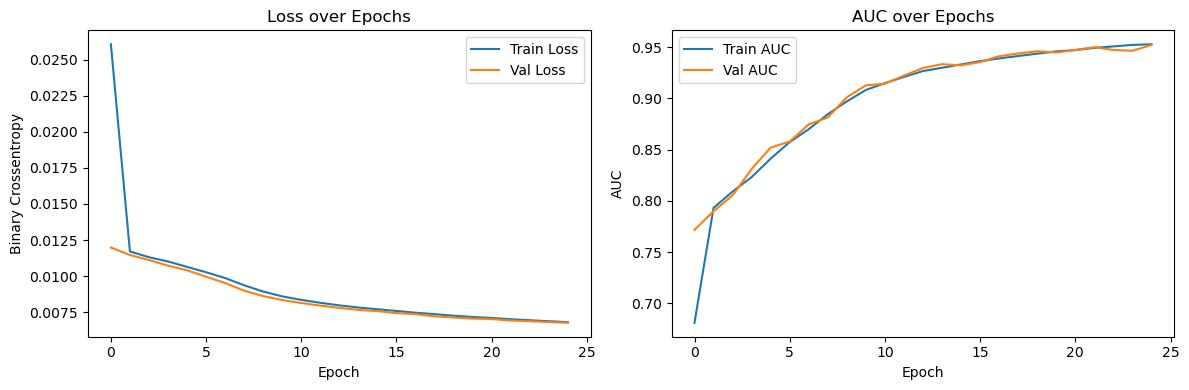 Loss over Epochs
Train Loss
Val Loss
0.0250
0.0225
0.0200
0.0175
0.0150
0.0125
0.0100
0.0075
Binary Crossentropy
0 5 10 15 20 25
Epoch
AUC over Epochs
Train AUC
Val AUC
0.95
0.90
0.85
0.80
0.75
0.70
AUC
0 5 10 15 20 25
Epoch